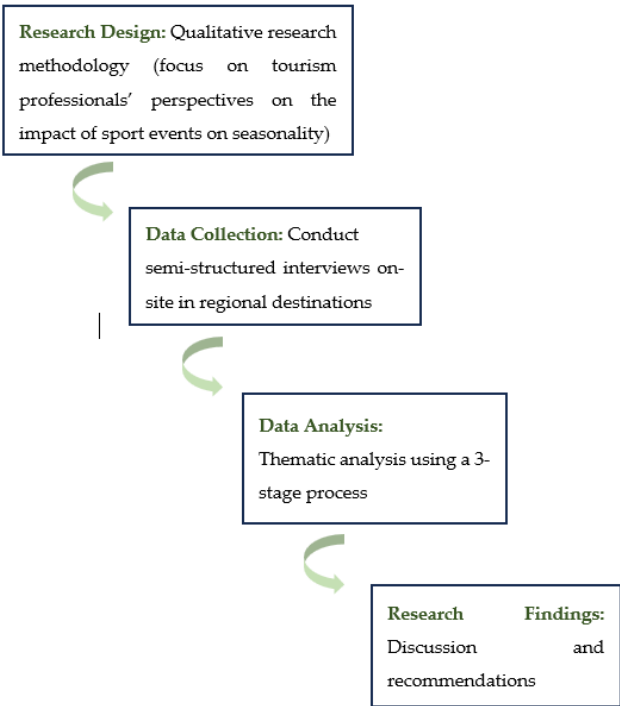 Research Design: Qualitative research
methodology (focus on tourism
professionals’ perspectives on the
impact of sport events on seasonality)
Data Collection: Conduct
semi-structured interviews on-
site in regional destinations
Data Analysis:
Thematic analysis using a 3-
stage process
Research Findings:
Discussion and
recommendations